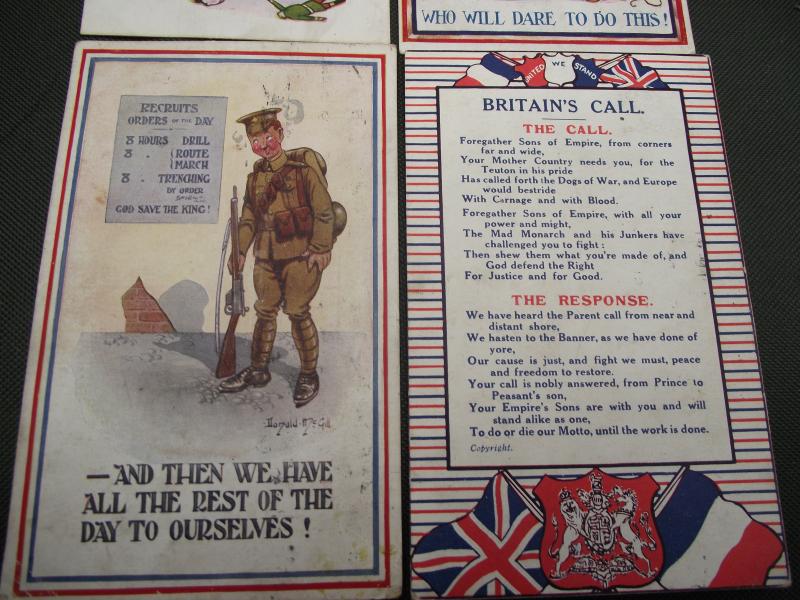 WHO WILL DARE TO DO THIS!
RECRUITS
ORDERS OF THE DAY
8 HOURS DRILL
8 . ROUTE
MARCH
8 . TRENCHING
BY ORDER
GOD SAVE THE KING!
Donald McGill
—AND THEN WE HAVE
ALL THE REST OF THE
DAY TO OURSELVES!
UNITED WE STAND
BRITAIN'S CALL.
THE CALL.
Foregather Sons of Empire, from corners
far and wide,
Your Mother Country needs you, for the
Teuton in his pride
Has called forth the Dogs of War, and Europe
would bestride
With Carnage and with Blood.
Foregather Sons of Empire, with all your
power and might,
The Mad Monarch and his Junkers have
challenged you to fight:
Then shew them what you're made of, and
God defend the Right
For Justice and for Good.
THE RESPONSE.
We have heard the Parent call from near and
distant shore,
We hasten to the Banner, as we have done of
yore,
Our cause is just, and fight we must, peace
and freedom to restore.
Your call is nobly answered, from Prince to
Peasant's son,
Your Empire's Sons are with you and will
stand alike as one,
To do or die our Motto, until the work is done.
Copyright.